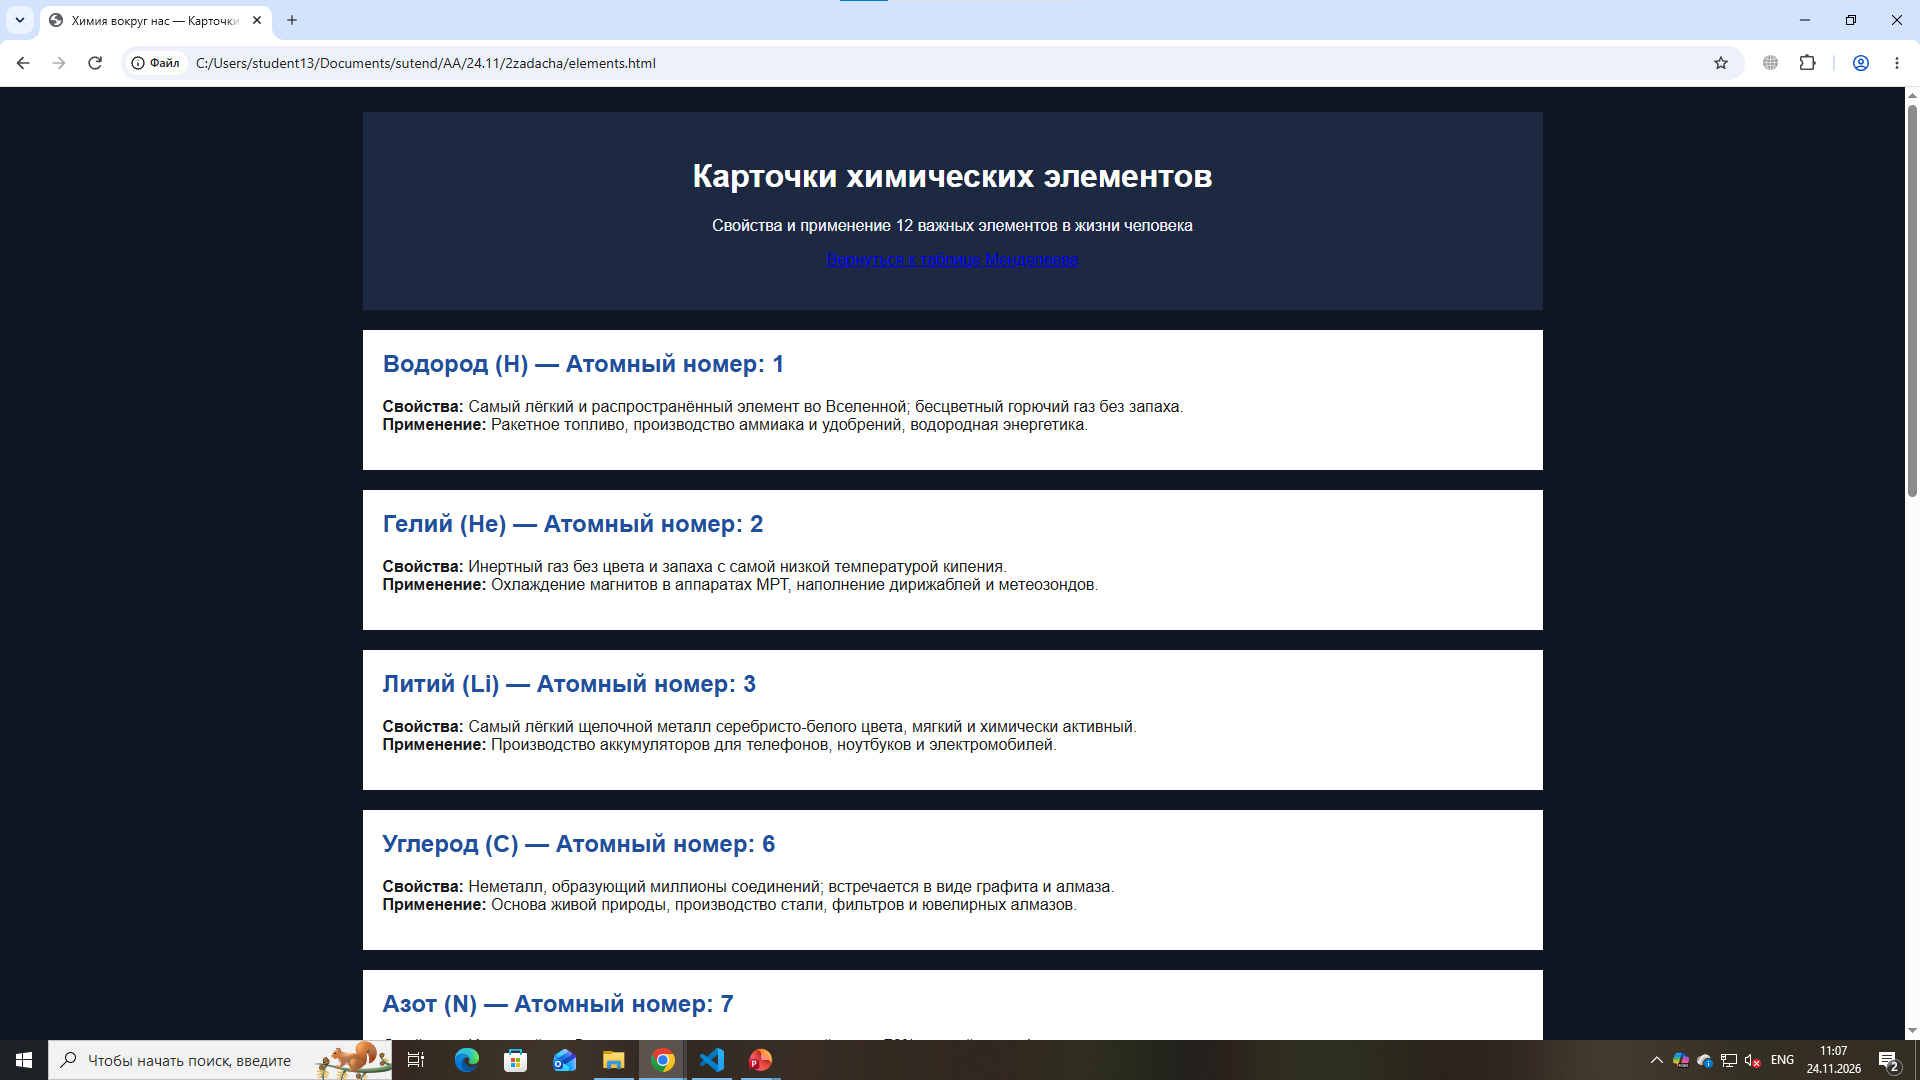 Химия вокруг нас — Карточки
Файл
C:/Users/student13/Documents/sutend/AA/24.11/2zadacha/elements.html
Карточки химических элементов
Свойства и применение 12 важных элементов в жизни человека
Вернуться к таблице Менделеева
Водород (H) — Атомный номер: 1
Свойства: Самый лёгкий и распространённый элемент во Вселенной; бесцветный горючий газ без запаха.
Применение: Ракетное топливо, производство аммиака и удобрений, водородная энергетика.
Гелий (He) — Атомный номер: 2
Свойства: Инертный газ без цвета и запаха с самой низкой температурой кипения.
Применение: Охлаждение магнитов в аппаратах МРТ, наполнение дирижаблей и метеозондов.
Литий (Li) — Атомный номер: 3
Свойства: Самый лёгкий щелочной металл серебристо-белого цвета, мягкий и химически активный.
Применение: Производство аккумуляторов для телефонов, ноутбуков и электромобилей.
Углерод (C) — Атомный номер: 6
Свойства: Неметалл, образующий миллионы соединений; встречается в виде графита и алмаза.
Применение: Основа живой природы, производство стали, фильтров и ювелирных алмазов.
Азот (N) — Атомный номер: 7
Чтобы начать поиск, введите
ENG
11:07
24.11.2026
2